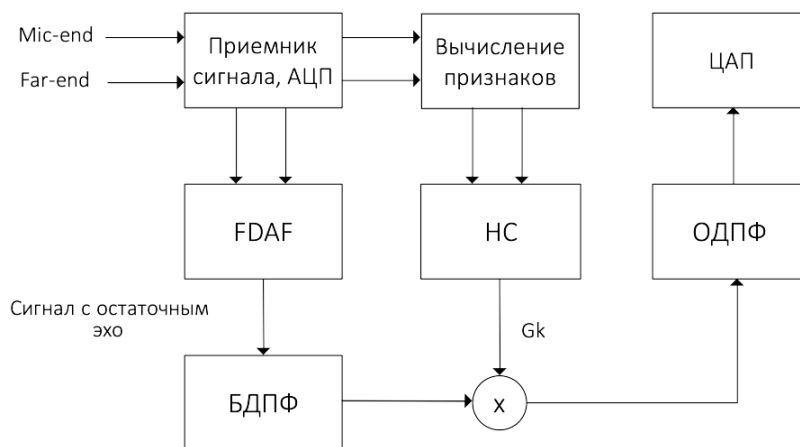 Mic-end
Far-end
Приемник
сигнала, АЦП
Вычисление
признаков
ЦАП
FDAF
НС
ОДПФ
Сигнал с остаточным
эхо
Gk
БДПФ
x